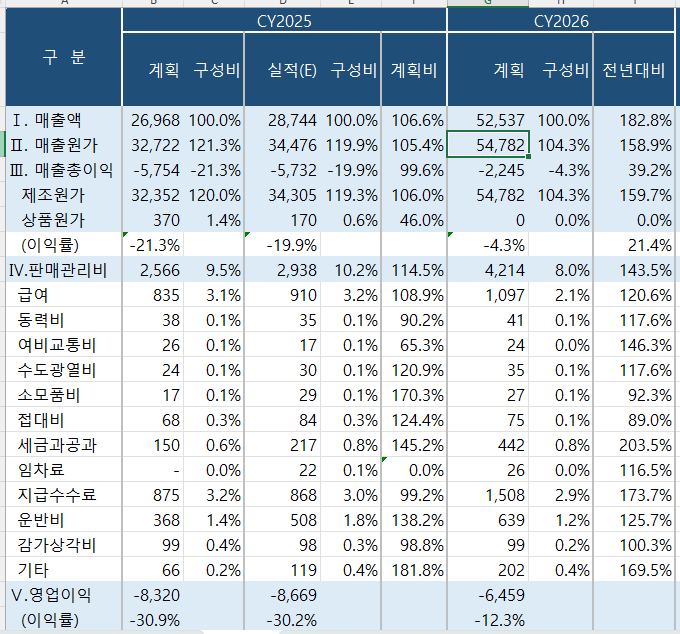 CY2025 CY2026
구 분 계획 구성비 실적(E) 구성비 계획비 계획 구성비 전년대비
Ⅰ. 매출액 26,968 100.0% 28,744 100.0% 106.6% 52,537 100.0% 182.8%
Ⅱ. 매출원가 32,722 121.3% 34,476 119.9% 105.4% 54,782 104.3% 158.9%
Ⅲ. 매출총이익 -5,754 -21.3% -5,732 -19.9% 99.6% -2,245 -4.3% 39.2%
제조원가 32,352 120.0% 34,305 119.3% 106.0% 54,782 104.3% 159.7%
상품원가 370 1.4% 170 0.6% 46.0% 0 0.0% 0.0%
(이익률) -21.3% -19.9% -4.3% 21.4%
Ⅳ.판매관리비 2,566 9.5% 2,938 10.2% 114.5% 4,214 8.0% 143.5%
급여 835 3.1% 910 3.2% 108.9% 1,097 2.1% 120.6%
동력비 38 0.1% 35 0.1% 90.2% 41 0.1% 117.6%
여비교통비 26 0.1% 17 0.1% 65.3% 24 0.0% 146.3%
수도광열비 24 0.1% 30 0.1% 120.9% 35 0.1% 117.6%
소모품비 17 0.1% 29 0.1% 170.3% 27 0.1% 92.3%
접대비 68 0.3% 84 0.3% 124.4% 75 0.1% 89.0%
세금과공과 150 0.6% 217 0.8% 145.2% 442 0.8% 203.5%
임차료 - 0.0% 22 0.1% 0.0% 26 0.0% 116.5%
지급수수료 875 3.2% 868 3.0% 99.2% 1,508 2.9% 173.7%
운반비 368 1.4% 508 1.8% 138.2% 639 1.2% 125.7%
감가상각비 99 0.4% 98 0.3% 98.8% 99 0.2% 100.3%
기타 66 0.2% 119 0.4% 181.8% 202 0.4% 169.5%
Ⅴ.영업이익 -8,320 -8,669 -6,459
(이익률) -30.9% -30.2% -12.3%